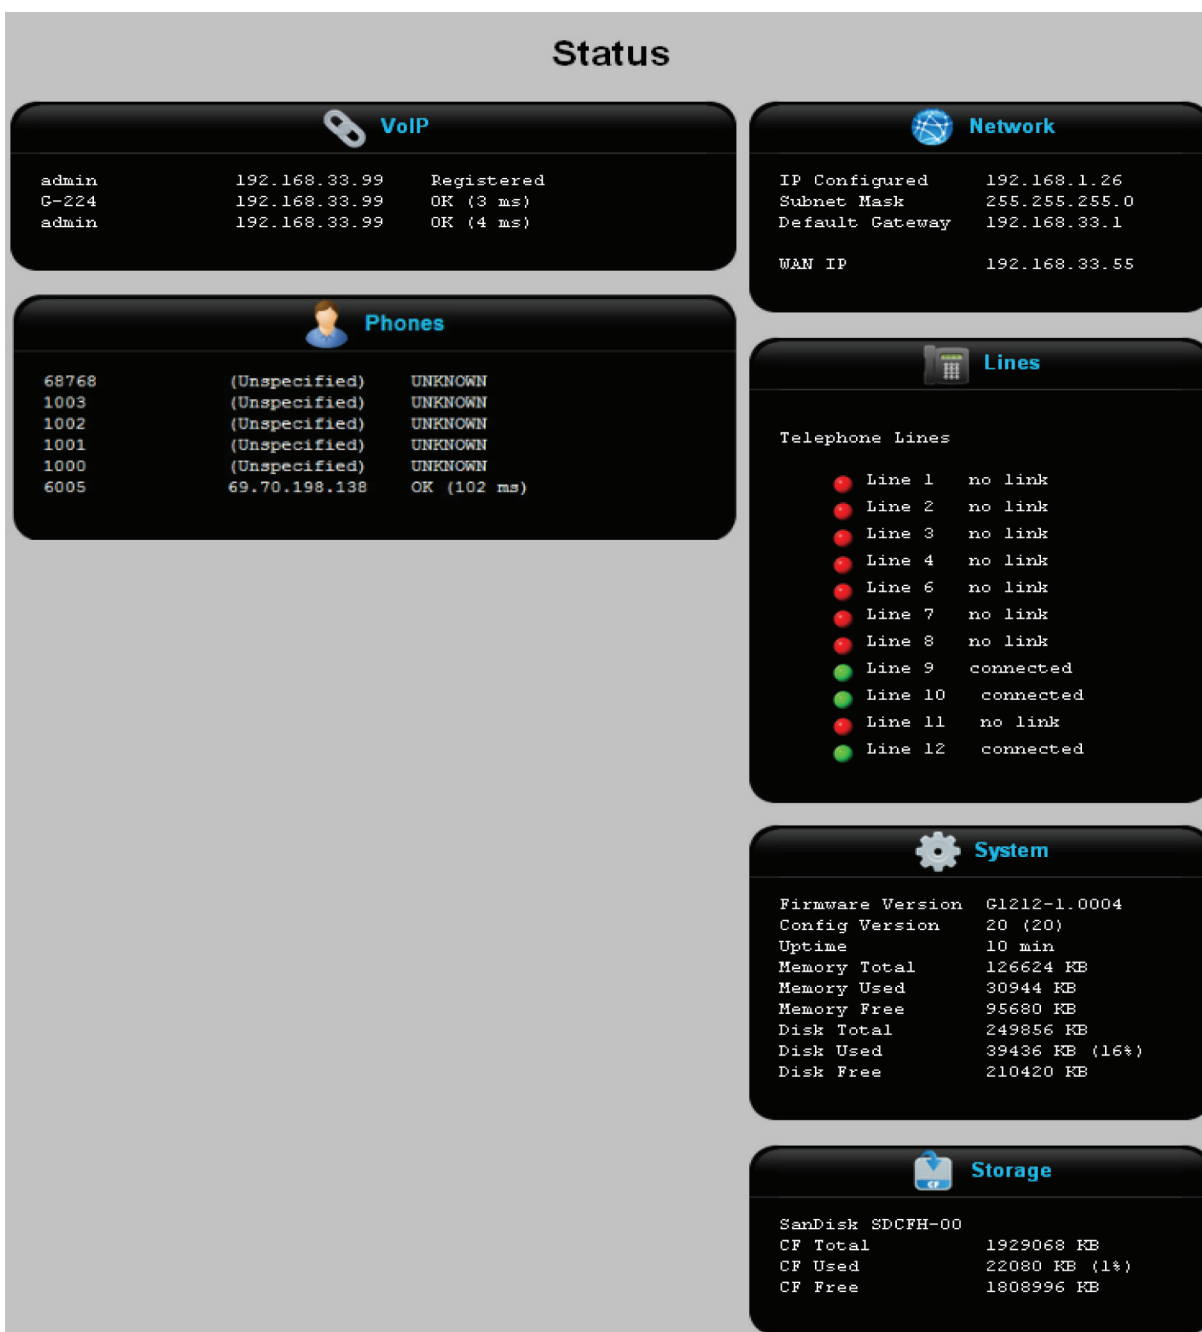 Status
VoIP
admin 192.168.33.99 Registered
G-224 192.168.33.99 OK (3 ms)
admin 192.168.33.99 OK (4 ms)
Phones
68768 (Unspecified) UNKNOWN
1003 (Unspecified) UNKNOWN
1002 (Unspecified) UNKNOWN
1001 (Unspecified) UNKNOWN
1000 (Unspecified) UNKNOWN
6005 69.70.198.138 OK (102 ms)
Network
IP Configured 192.168.1.26
Subnet Mask 255.255.255.0
Default Gateway 192.168.33.1
WAN IP 192.168.33.55
Lines
Telephone Lines
Line 1 no link
Line 2 no link
Line 3 no link
Line 4 no link
Line 6 no link
Line 7 no link
Line 8 no link
Line 9 connected
Line 10 connected
Line 11 no link
Line 12 connected
System
Firmware Version G1212-1.0004
Config Version 20 (20)
Uptime 10 min
Memory Total 126624 KB
Memory Used 30944 KB
Memory Free 95680 KB
Disk Total 249856 KB
Disk Used 39436 KB (16%)
Disk Free 210420 KB
CF
Storage
SanDisk SDCFH-00
CF Total 1929068 KB
CF Used 22080 KB (1%)
CF Free 1808996 KB